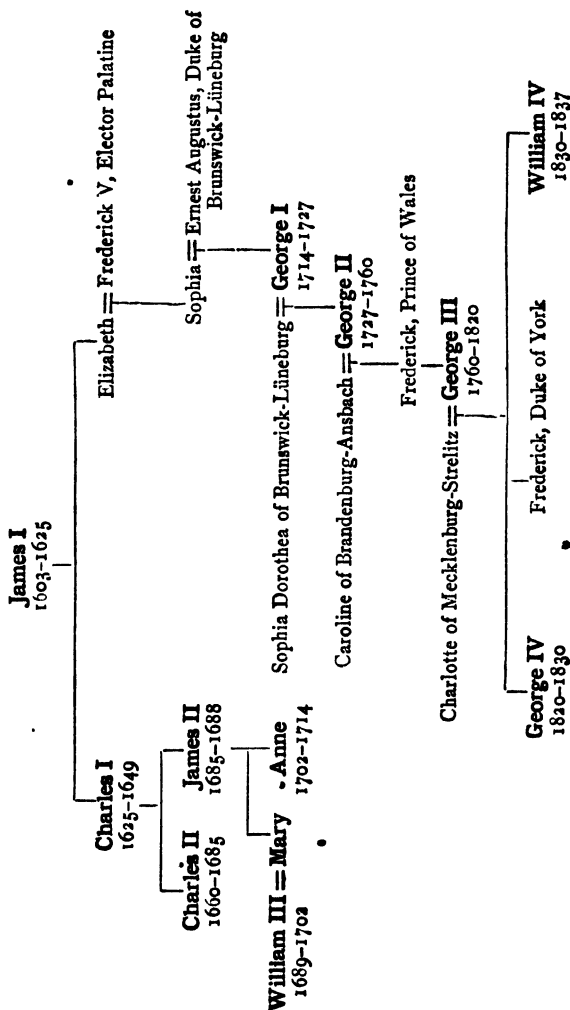 James I
1603–1625
Charles I
1625–1649
Elizabeth = Frederick V, Elector Palatine
Charles II
1660–1685
James II
1685–1688
Sophia = Ernest Augustus, Duke of
Brunswick-Lüneburg
William III = Mary
1689–1702
Anne
1702–1714
Sophia Dorothea of Brunswick-Lüneburg = George I
1714–1727
Caroline of Brandenburg-Ansbach = George II
1727–1760
Frederick, Prince of Wales
Charlotte of Mecklenburg-Strelitz = George III
1760–1820
George IV
1820–1830
Frederick, Duke of York
William IV
1830–1837